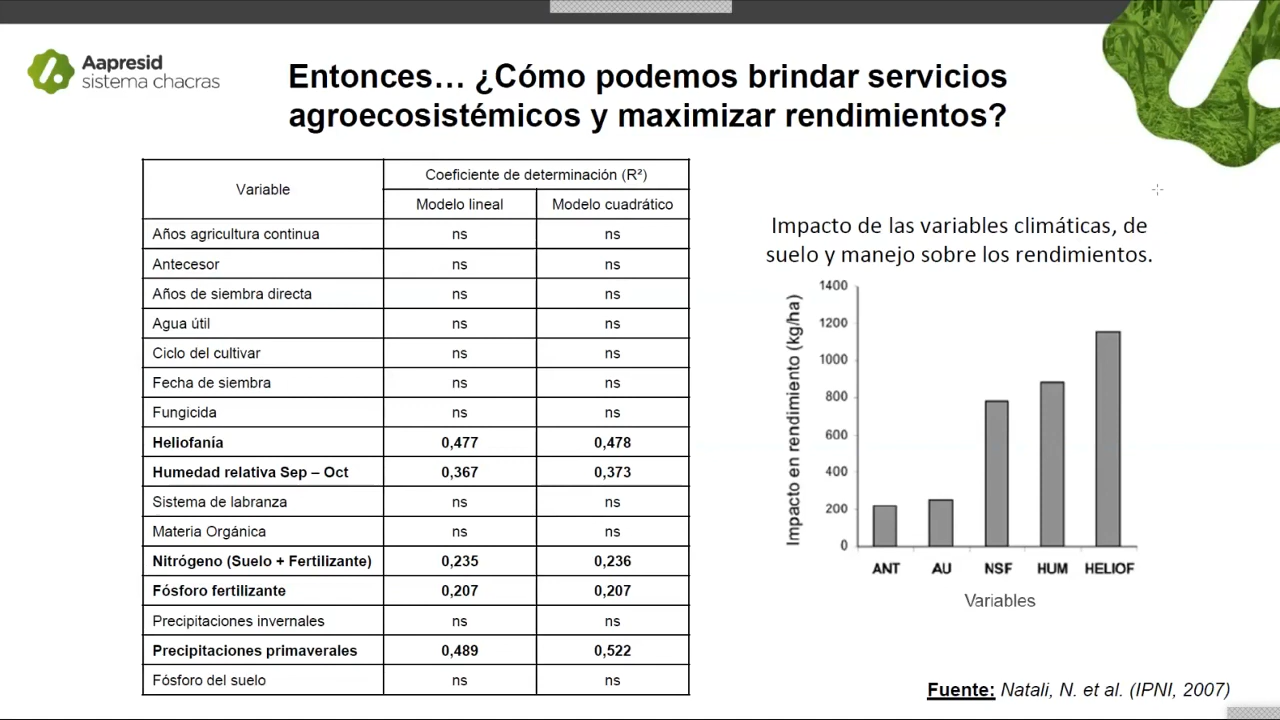 Aapresid
sistema chacras
Entonces… ¿Cómo podemos brindar servicios
agroecosistémicos y maximizar rendimientos?
Variable
Coeficiente de determinación (R²)
Modelo lineal Modelo cuadrático
Años agricultura continua ns ns
Antecesor ns ns
Años de siembra directa ns ns
Agua útil ns ns
Ciclo del cultivar ns ns
Fecha de siembra ns ns
Fungicida ns ns
Heliofanía 0,477 0,478
Humedad relativa Sep – Oct 0,367 0,373
Sistema de labranza ns ns
Materia Orgánica ns ns
Nitrógeno (Suelo + Fertilizante) 0,235 0,236
Fósforo fertilizante 0,207 0,207
Precipitaciones invernales ns ns
Precipitaciones primaverales 0,489 0,522
Fósforo del suelo ns ns
Impacto de las variables climáticas, de
suelo y manejo sobre los rendimientos.
Impacto en rendimiento (kg/ha)
1400
1200
1000
800
600
400
200
0
ANT AU NSF HUM HELIOF
Variables
Fuente: Natali, N. et al. (IPNI, 2007)